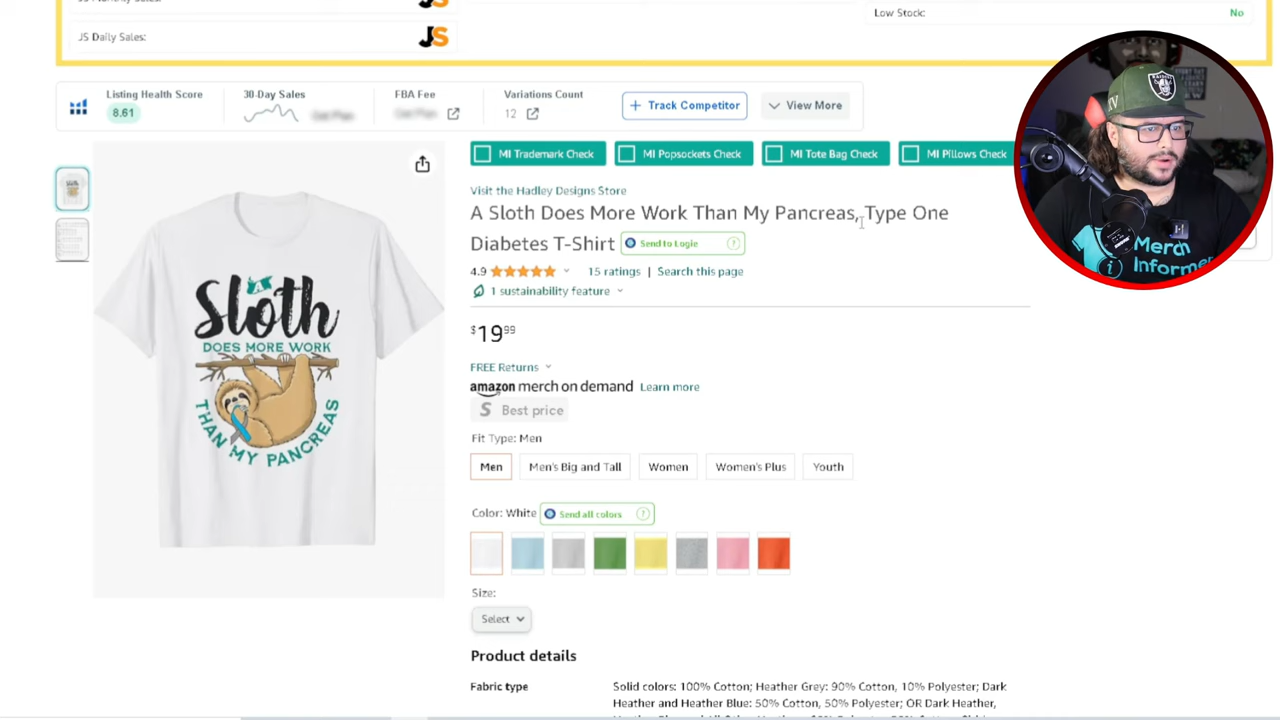 JS Monthly Sales:
JS
Low Stock:
No
JS Daily Sales:
JS
Listing Health Score
8.61
30-Day Sales
FBA Fee
Variations Count
12
+ Track Competitor
View More
MI Trademark Check
MI Popsockets Check
MI Tote Bag Check
MI Pillows Check
Visit the Hadley Designs Store
A Sloth Does More Work Than My Pancreas, Type One
Diabetes T-Shirt
Send to Logie
?
4.9
15 ratings | Search this page
1 sustainability feature
$19 99
FREE Returns
amazon merch on demand Learn more
S Best price
Fit Type: Men
Men
Men's Big and Tall
Women
Women's Plus
Youth
Color: White
Send all colors
?
Size:
Select
Product details
Fabric type
Solid colors: 100% Cotton; Heather Grey: 90% Cotton, 10% Polyester; Dark
Heather and Heather Blue: 50% Cotton, 50% Polyester; OR Dark Heather,
A
Sloth
DOES MORE WORK
THAN MY PANCREAS
RAIDERS
Merch
Informer